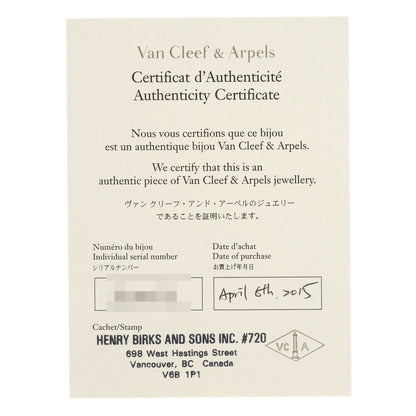 Van Cleef & Arpels
Certificat d'Authenticité
Authenticity Certificate
Nous vous certifions que ce bijou
est un authentique bijou Van Cleef & Arpels.
We certify that this is an
authentic piece of Van Cleef & Arpels jewellery.
ヴァン クリーフ・アンド・アーペルのジュエリー
であることを証明いたします。
Numéro du bijou
Individual serial number
シリアルナンバー
Date d'achat
Date of purchase
お買上げ年月日
April 6th. 2015
Cachet/Stamp
HENRY BIRKS AND SONS INC. #720
698 West Hastings Street
Vancouver, BC Canada
V6B 1P1
VC A